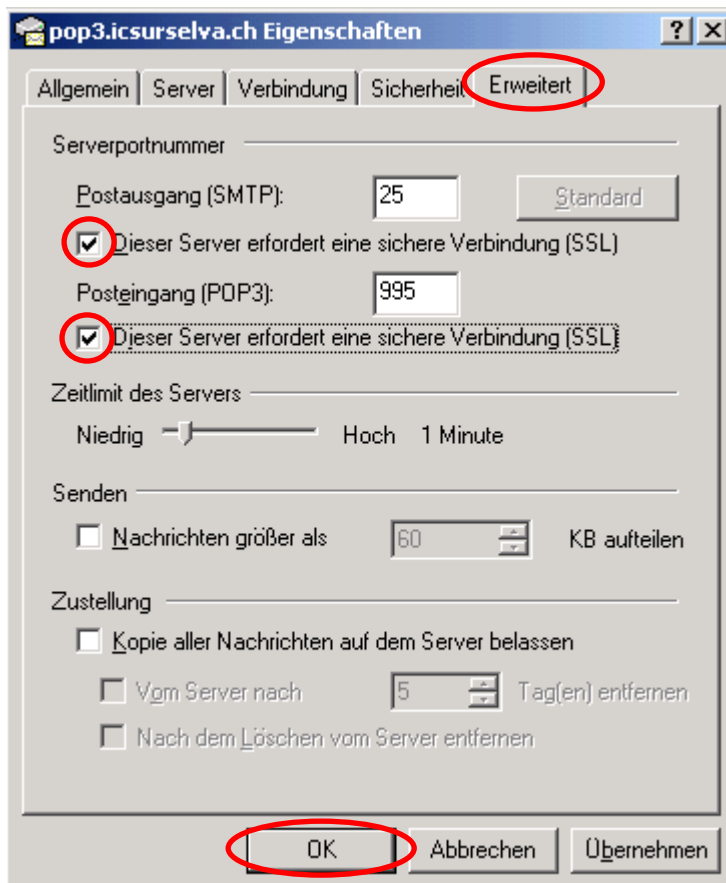 pop3.icsurselva.ch Eigenschaften
Allgemein Server Verbindung Sicherheit Erweitert
Serverportnummer
Postausgang (SMTP): 25 Standard
Dieser Server erfordert eine sichere Verbindung (SSL)
Posteingang (POP3): 995
Dieser Server erfordert eine sichere Verbindung (SSL)
Zeitlimit des Servers
Niedrig Hoch 1 Minute
Senden
Nachrichten größer als 60 KB aufteilen
Zustellung
Kopie aller Nachrichten auf dem Server belassen
Vom Server nach 5 Tag(en) entfernen
Nach dem Löschen vom Server entfernen
OK Abbrechen Übernehmen